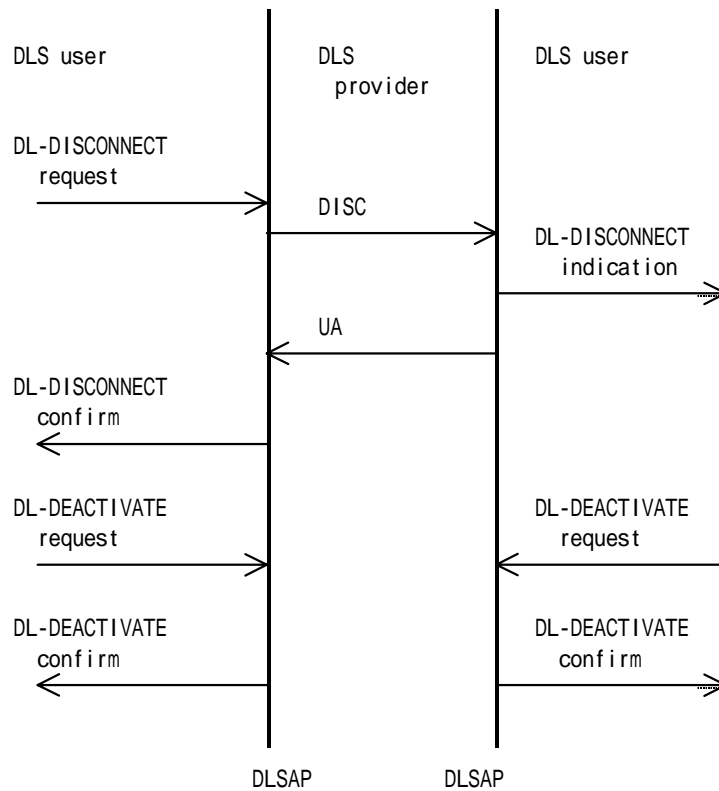 DLS user
DLS
provider
DLS user
DL-DISCONNECT
request
DISC
DL-DISCONNECT
indication
UA
DL-DISCONNECT
confirm
DL-DEACTIVATE
request
DL-DEACTIVATE
request
DL-DEACTIVATE
confirm
DL-DEACTIVATE
confirm
DLSAP
DLSAP